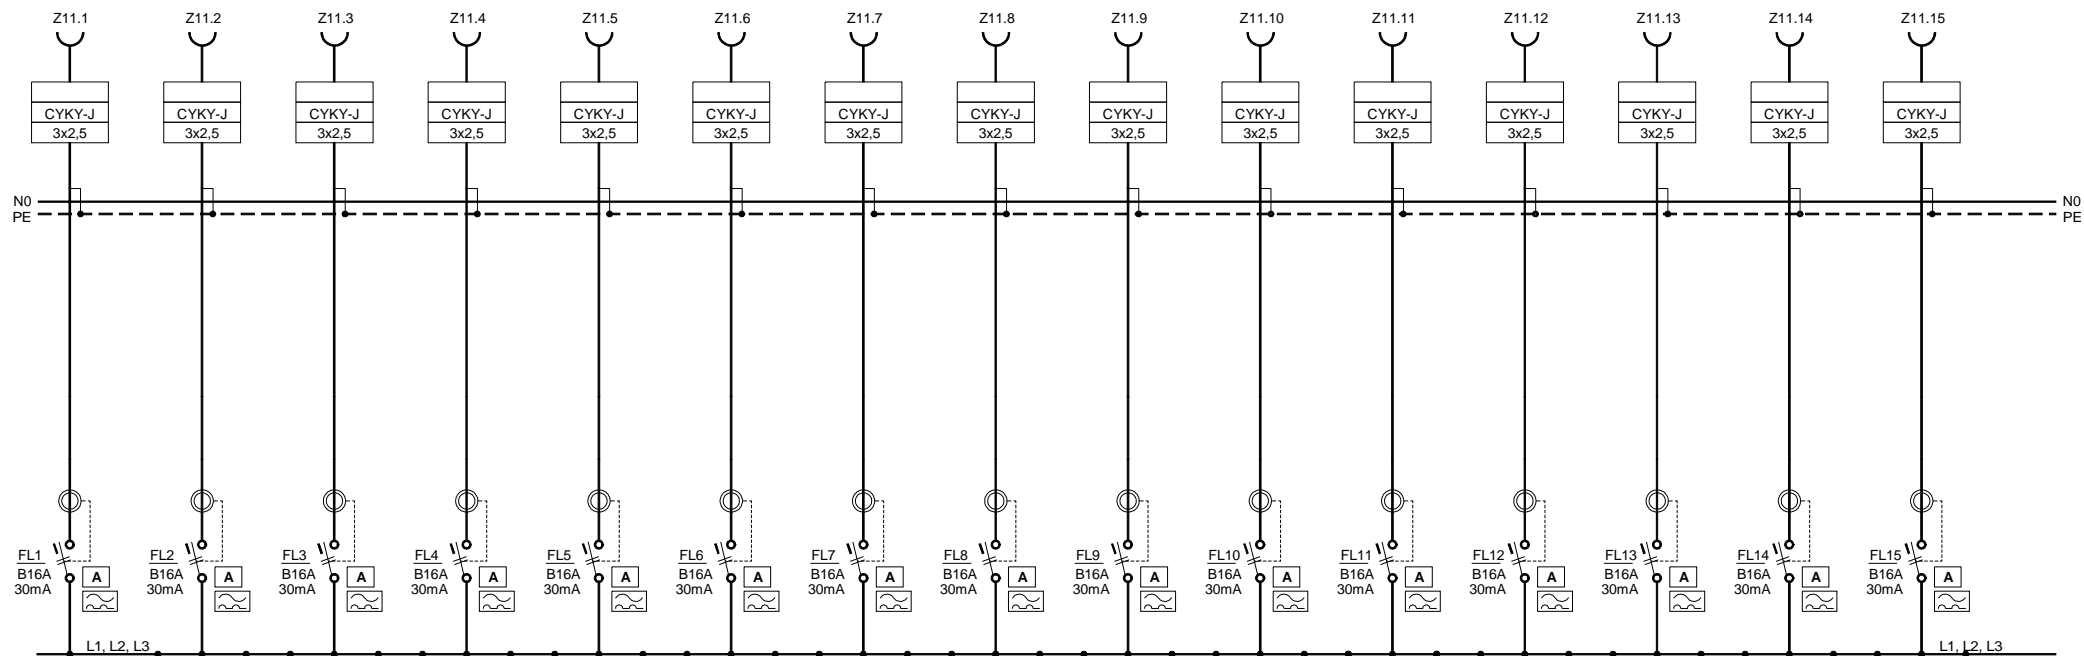 Z11.1 Z11.2 Z11.3 Z11.4 Z11.5 Z11.6 Z11.7 Z11.8 Z11.9 Z11.10 Z11.11 Z11.12 Z11.13 Z11.14 Z11.15
CYKY-J CYKY-J CYKY-J CYKY-J CYKY-J CYKY-J CYKY-J CYKY-J CYKY-J CYKY-J CYKY-J CYKY-J CYKY-J CYKY-J CYKY-J
3x2,5 3x2,5 3x2,5 3x2,5 3x2,5 3x2,5 3x2,5 3x2,5 3x2,5 3x2,5 3x2,5 3x2,5 3x2,5 3x2,5 3x2,5
N0 N0
PE PE
FL1 FL2 FL3 FL4 FL5 FL6 FL7 FL8 FL9 FL10 FL11 FL12 FL13 FL14 FL15
B16A A B16A A B16A A B16A A B16A A B16A A B16A A B16A A B16A A B16A A B16A A B16A A B16A A B16A A B16A A
30mA 30mA 30mA 30mA 30mA 30mA 30mA 30mA 30mA 30mA 30mA 30mA 30mA 30mA 30mA
L1, L2, L3 L1, L2, L3